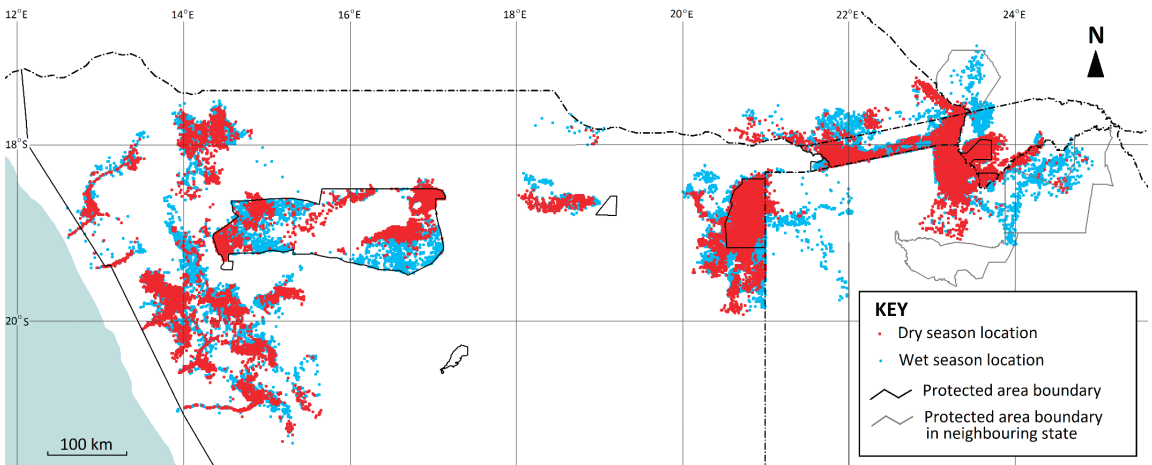 12°E 14°E 16°E 18°E 20°E 22°E 24°E
N
18°S
20°S
KEY
Dry season location
Wet season location
Protected area boundary
Protected area boundary
in neighbouring state
100 km